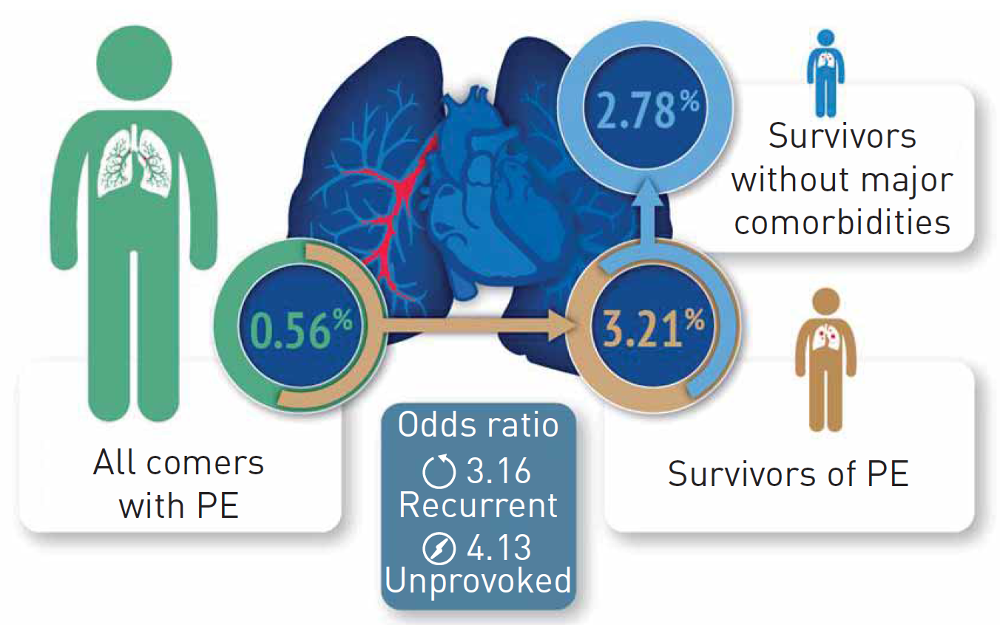 2.78%
Survivors
without major
comorbidities
0.56%
3.21%
All comers
with PE
Odds ratio
3.16
Recurrent
4.13
Unprovoked
Survivors of PE